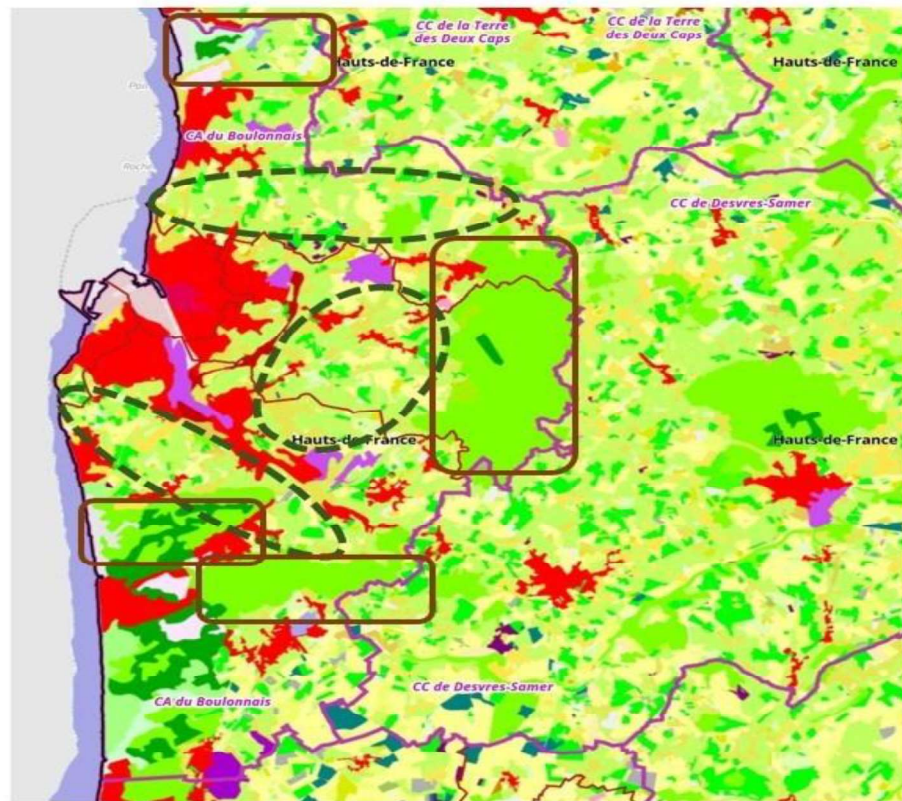 CC de la Terre
des Deux Caps
CC de la Terre
des Deux Caps
Hauts-de-France
Hauts-de-France
CA du Boulonnais
Roche
CC de Desvres-Samer
Hauts-de-France
Hauts-de-France
CC de Desvres-Samer
CA du Boulonnais